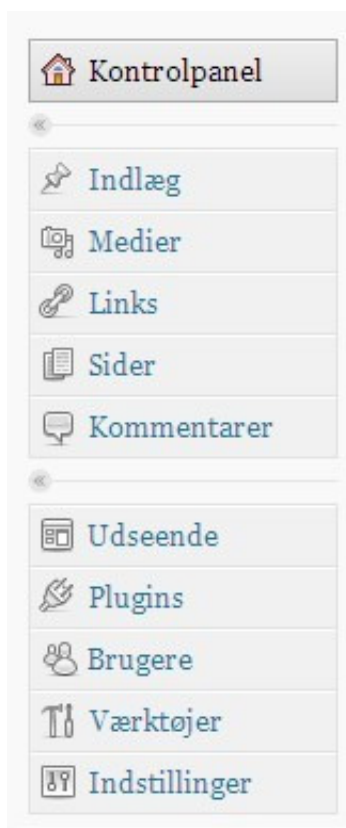 Kontrolpanel
Indlæg
Medier
Links
Sider
Kommentarer
Udseende
Plugins
Brugere
Værktøjer
Indstillinger